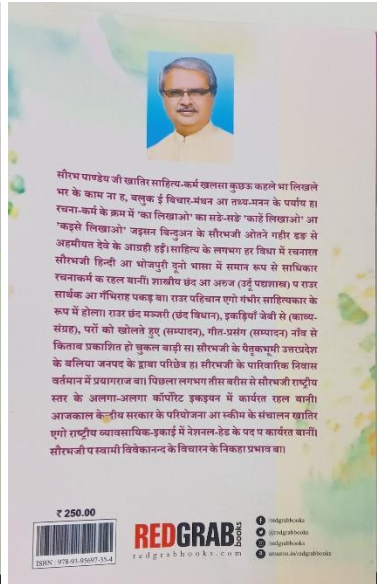 सौरभ पाण्डेय जी खातिर साहित्य-कर्म खलसा कुछऊ कहले भा लिखले
भर के काम ना ह, बलुक ई विचार-मंथन आ तथ्य-मनन के पर्याय ह।
रचना-कर्म के क्रम में 'का लिखाओ' का सङे-सङे 'काहें लिखाओ' आ
'कइसे लिखाओ' जइसन बिन्दुअन के सौरभजी ओतने गहीर ढङ से
अहमीयत देवे के आग्रही हईं। साहित्य के लगभग हर विधा में रचनारत
सौरभजी हिन्दी आ भोजपुरी दूनो भासा में समान रूप से साधिकार
रचनाकर्म क रहल बानीं। शास्त्रीय छंद आ अरुज (उर्दू पद्यशास्त्र) प राउर
सार्थक आ गँभिराह पकड़ बा। राउर पहिचान एगो गंभीर साहित्यकार के
रूप में होला। राउर छंद मञ्जरी (छंद विधान), इकड़ियाँ जेबी से (काव्य-
संग्रह), परों को खोलते हुए (सम्पादन), गीत-प्रसंग (सम्पादन) नाँव से
किताब प्रकाशित हो चुकल बाड़ी स। सौरभजी के पैतृकभूमी उत्तरप्रदेश
के बलिया जनपद के द्वाबा परिछेत्र ह। सौरभजी के पारिवारिक निवास
वर्तमान में प्रयागराज बा। पिछला लगभग तीस बरीस से सौरभजी राष्ट्रीय
स्तर के अलगा-अलगा कॉर्पोरेट इकइयन में कार्यरत रहल बानी।
आजकाल केन्द्रीय सरकार के परियोजना आ स्कीम के संचालन खातिर
एगो राष्ट्रीय व्यावसायिक-इकाई में नेशनल-हेड के पद प कार्यरत बानीं।
सौरभजी प स्वामी विवेकानन्द के विचारन के निकहा प्रभाव बा।
₹ 250.00
ISBN : 978-93-95697-35-4
REDGRAB books
redgrabbooks.com
/redgrabbooks
@redgrabbooks
/redgrabbooks
amazon.in/redgrabbooks